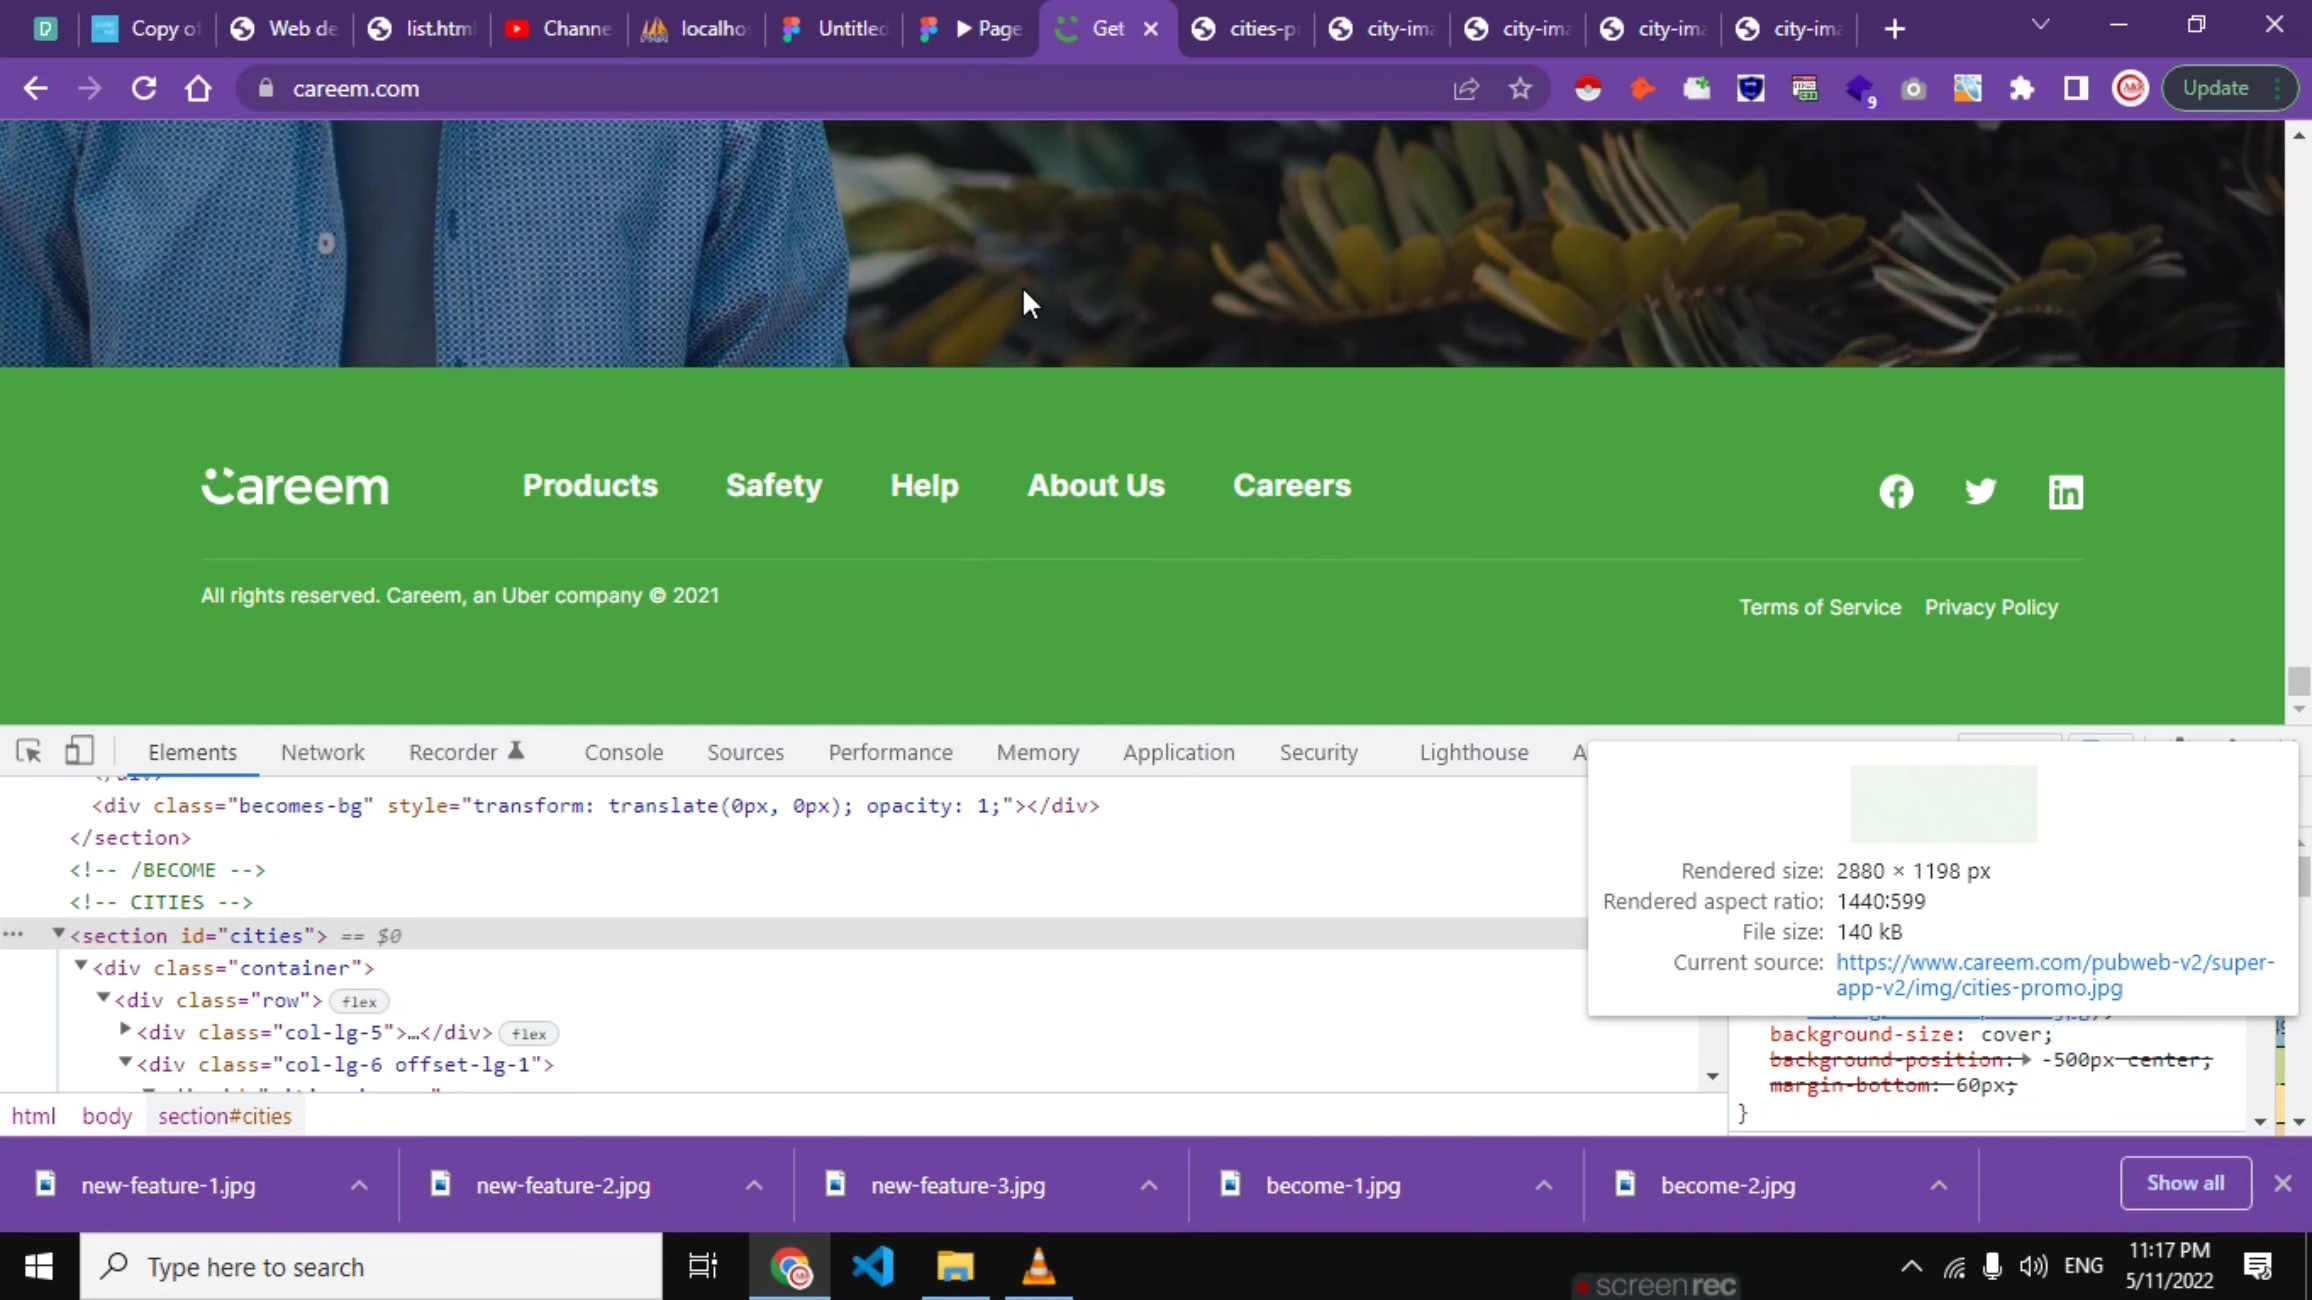 Copy of
Web de
list.html
Channe
localhos
Untitled
Page
Get
cities-p
city-ima
city-ima
city-ima
city-ima
careem.com
9
Update
Careem
Products
Safety
Help
About Us
Careers
All rights reserved. Careem, an Uber company © 2021
Terms of Service
Privacy Policy
Elements
Network
Recorder
Console
Sources
Performance
Memory
Application
Security
Lighthouse
A
<div class="becomes-bg" style="transform: translate(0px, 0px); opacity: 1;"></div>
</section>
<!-- /BECOME -->
<!-- CITIES -->
<section id="cities"> == $0
<div class="container">
<div class="row"> flex
<div class="col-lg-5">…</div> flex
<div class="col-lg-6 offset-lg-1">
Rendered size: 2880 × 1198 px
Rendered aspect ratio: 1440∶599
File size: 140 kB
Current source: https://www.careem.com/pubweb-v2/super-
app-v2/img/cities-promo.jpg
background-size: cover;
background-position: -500px center;
margin-bottom: 60px;
}
html
body
section#cities
new-feature-1.jpg
new-feature-2.jpg
new-feature-3.jpg
become-1.jpg
become-2.jpg
Show all
Type here to search
ENG
11:17 PM
5/11/2022
screenrec